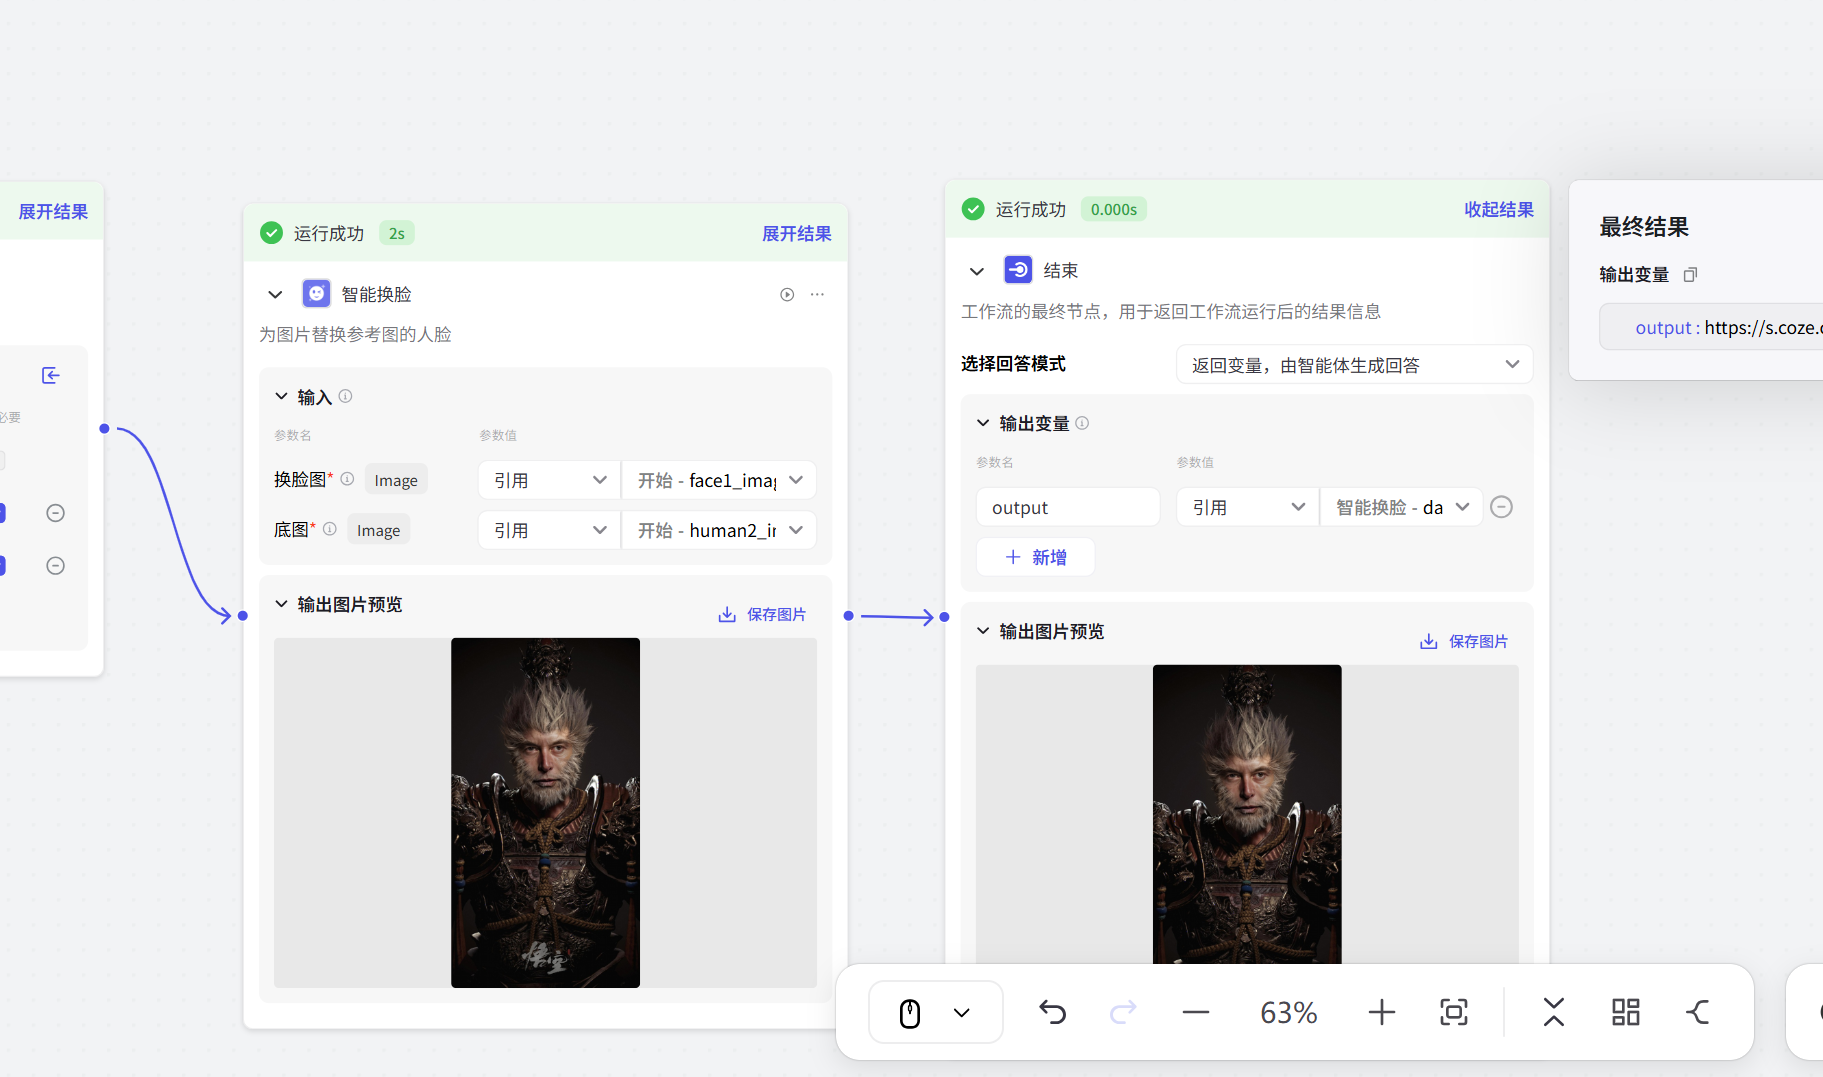 展开结果
必要
运行成功 2s 展开结果
智能换脸
为图片替换参考图的人脸
输入
参数名 参数值
换脸图* Image 引用 开始 - face1_imag
底图* Image 引用 开始 - human2_ir
输出图片预览
保存图片
悟空
运行成功 0.000s 收起结果
结束
工作流的最终节点，用于返回工作流运行后的结果信息
选择回答模式 返回变量，由智能体生成回答
输出变量
参数名 参数值
output 引用 智能换脸 - da
新增
输出图片预览
保存图片
最终结果
输出变量
output : https://s.coze.c
63%